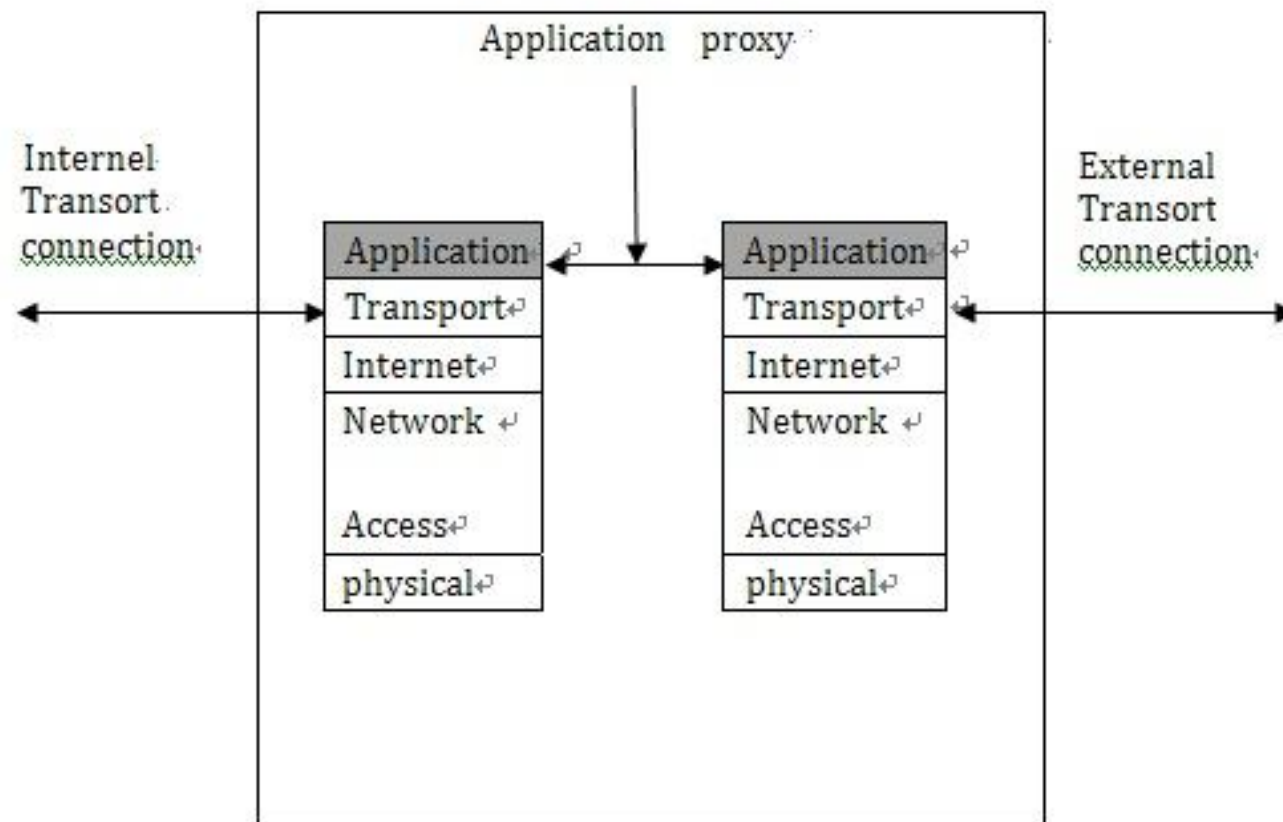 Application proxy
Internel
Transort
connection
External
Transort
connection
Application
Transport
Internet
Network
Access
physical
Application
Transport
Internet
Network
Access
physical